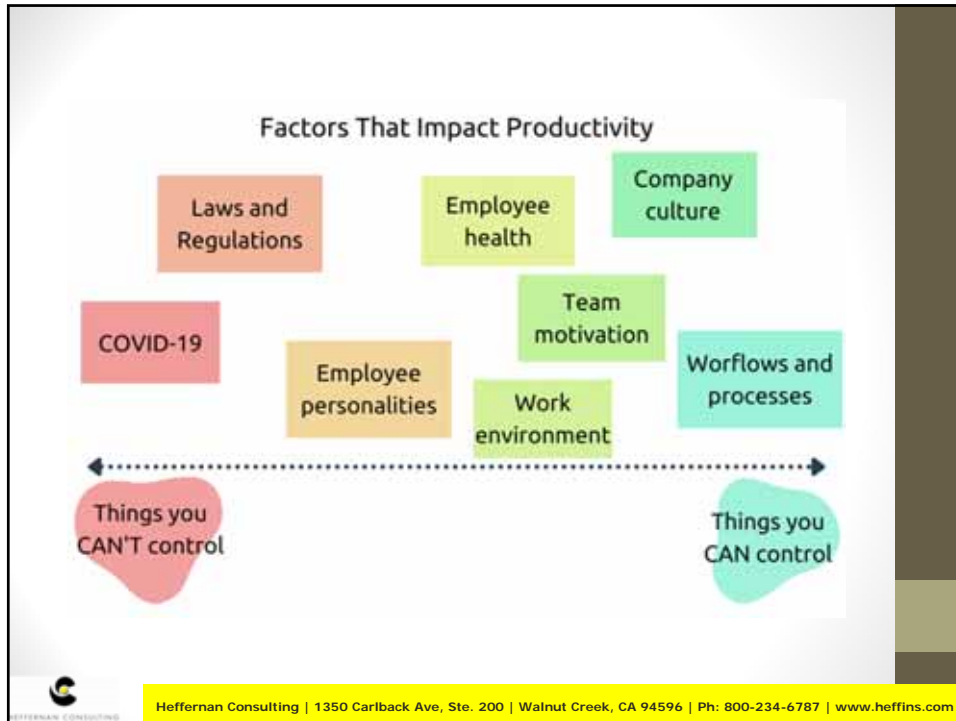 Factors That Impact Productivity
Laws and
Regulations
Employee
health
Company
culture
COVID-19
Employee
personalities
Team
motivation
Work
environment
Worflows and
processes
Things you
CAN'T control
Things you
CAN control
HEFFERNAN CONSULTING
Heffernan Consulting | 1350 Carlback Ave, Ste. 200 | Walnut Creek, CA 94596 | Ph: 800-234-6787 | www.heffins.com